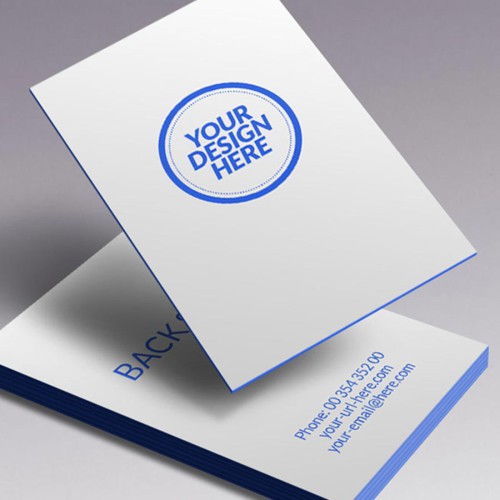 YOUR
DESIGN
HERE
BACK
Phone: 00 354 352 00
your-url-here.com
your-email@here.com